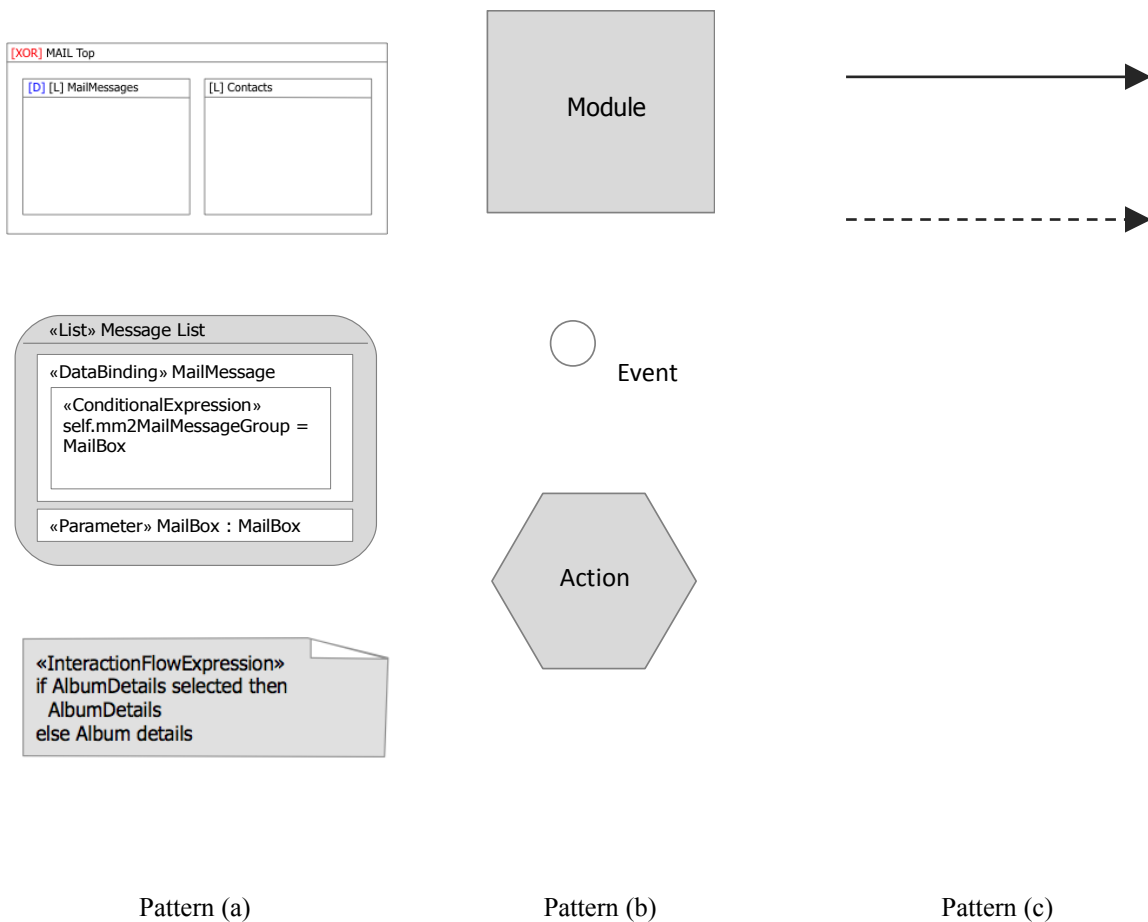 [XOR] MAIL Top
[D] [L] MailMessages
[L] Contacts
«List» Message List
«DataBinding» MailMessage
«ConditionalExpression»
self.mm2MailMessageGroup =
MailBox
«Parameter» MailBox : MailBox
«InteractionFlowExpression»
if AlbumDetails selected then
AlbumDetails
else Album details
Pattern (a)
Module
Event
Action
Pattern (b)
Pattern (c)